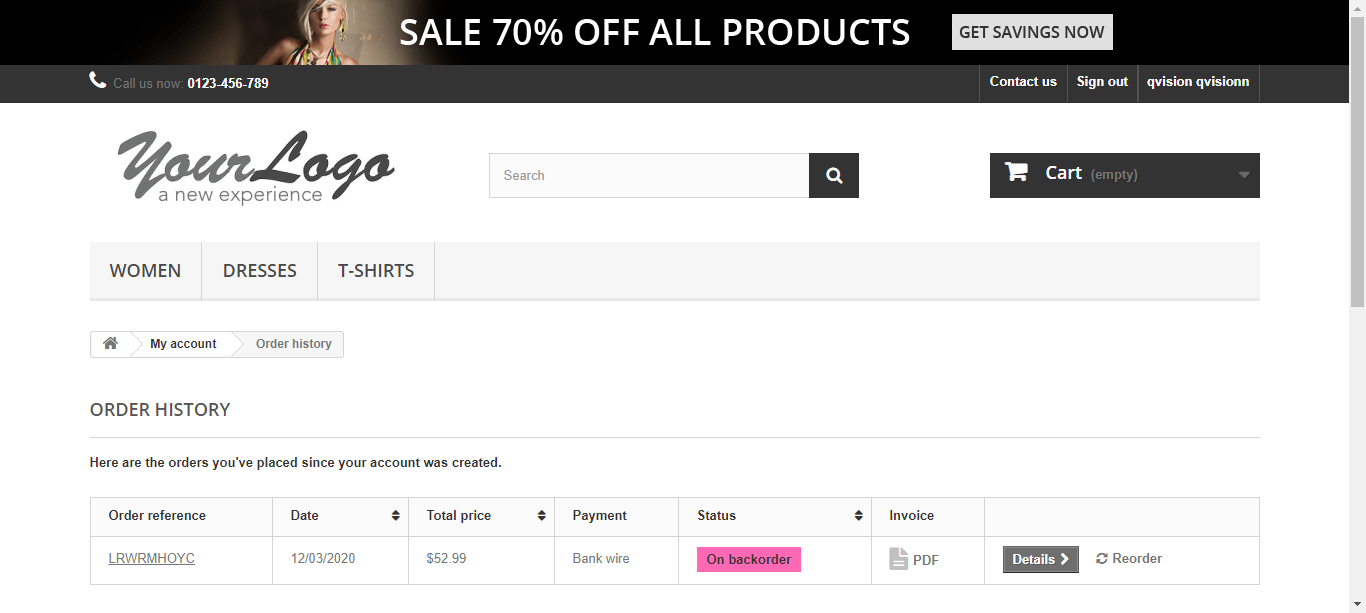 SALE 70% OFF ALL PRODUCTS GET SAVINGS NOW
Call us now: 0123-456-789 Contact us Sign out qvision qvisionn
YourLogo
a new experience
Search
Cart (empty)
WOMEN DRESSES T-SHIRTS
My account Order history
ORDER HISTORY
Here are the orders you've placed since your account was created.
Order reference Date Total price Payment Status Invoice
LRWRMHOYC 12/03/2020 $52.99 Bank wire On backorder PDF Details Reorder